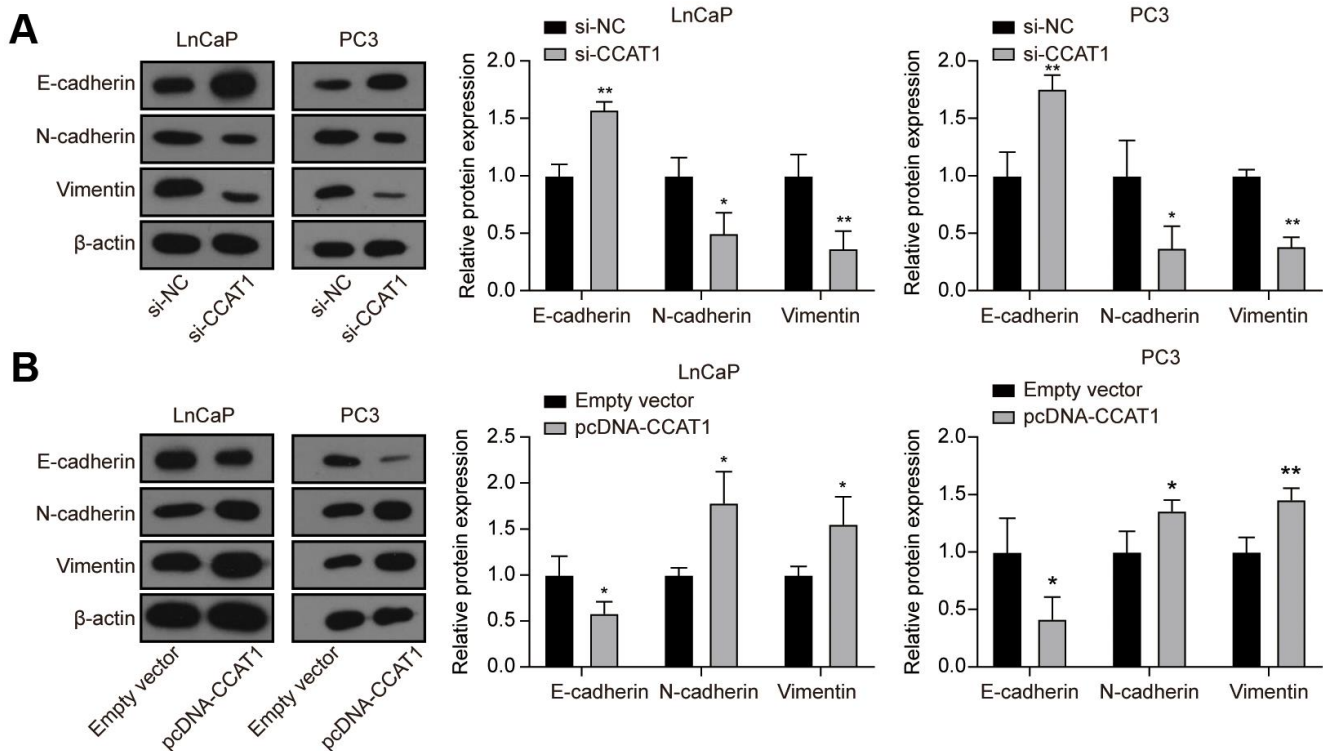 A
LnCaP
PC3
E-cadherin
N-cadherin
Vimentin
β-actin
si-NC
si-CCAT1
si-NC
si-CCAT1
LnCaP
si-NC
si-CCAT1
Relative protein expression
2.0
1.5
1.0
0.5
0.0
**
*
**
E-cadherin
N-cadherin
Vimentin
PC3
si-NC
si-CCAT1
Relative protein expression
2.0
1.5
1.0
0.5
0.0
**
*
**
E-cadherin
N-cadherin
Vimentin
B
LnCaP
PC3
E-cadherin
N-cadherin
Vimentin
β-actin
Empty vector
pcDNA-CCAT1
Empty vector
pcDNA-CCAT1
LnCaP
Empty vector
pcDNA-CCAT1
Relative protein expression
2.5
2.0
1.5
1.0
0.5
0.0
*
*
*
E-cadherin
N-cadherin
Vimentin
PC3
Empty vector
pcDNA-CCAT1
Relative protein expression
2.0
1.5
1.0
0.5
0.0
*
*
**
E-cadherin
N-cadherin
Vimentin